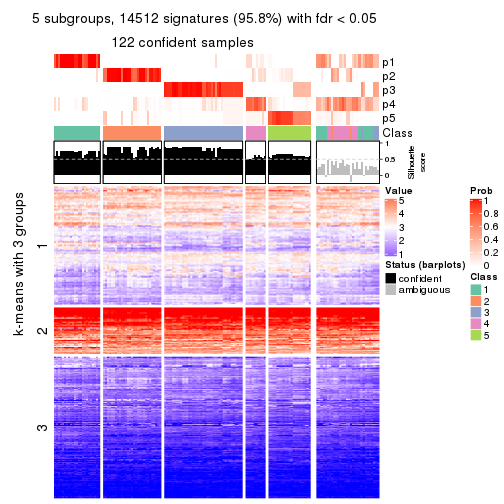 5 subgroups, 14512 signatures (95.8%) with fdr < 0.05
122 confident samples
p1
p2
p3
p4
p5
Class
1
0.5
0
Silhouette
score
k-means with 3 groups
1
2
3
Value
5
4
3
2
1
Status (barplots)
confident
ambiguous
Prob
1
0.8
0.6
0.4
0.2
0
Class
1
2
3
4
5